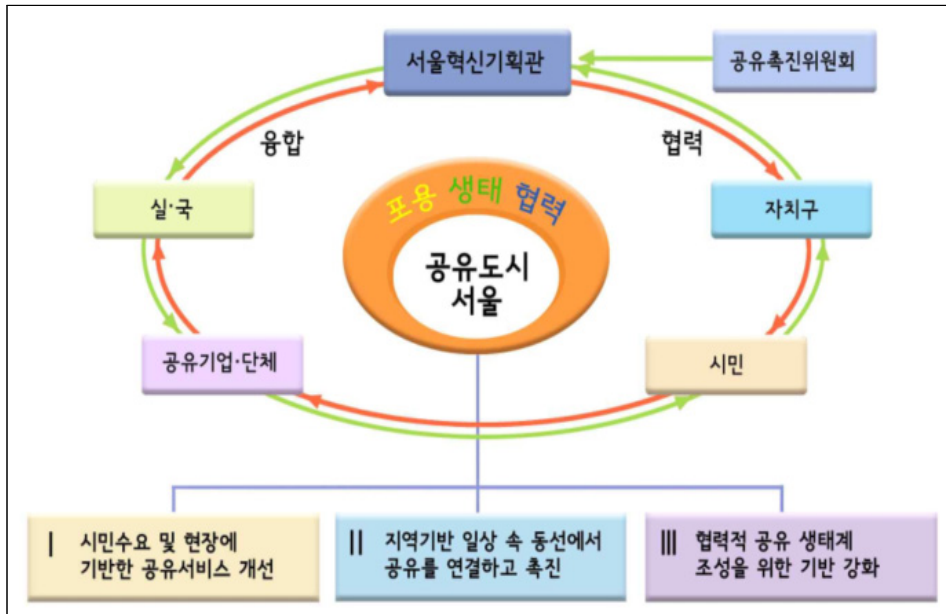 서울혁신기획관
공유촉진위원회
융합
협력
실·국
자치구
포용 생태 협력
공유도시
서울
공유기업·단체
시민
Ⅰ 시민수요 및 현장에
기반한 공유서비스 개선
Ⅱ 지역기반 일상 속 동선에서
공유를 연결하고 촉진
Ⅲ 협력적 공유 생태계
조성을 위한 기반 강화